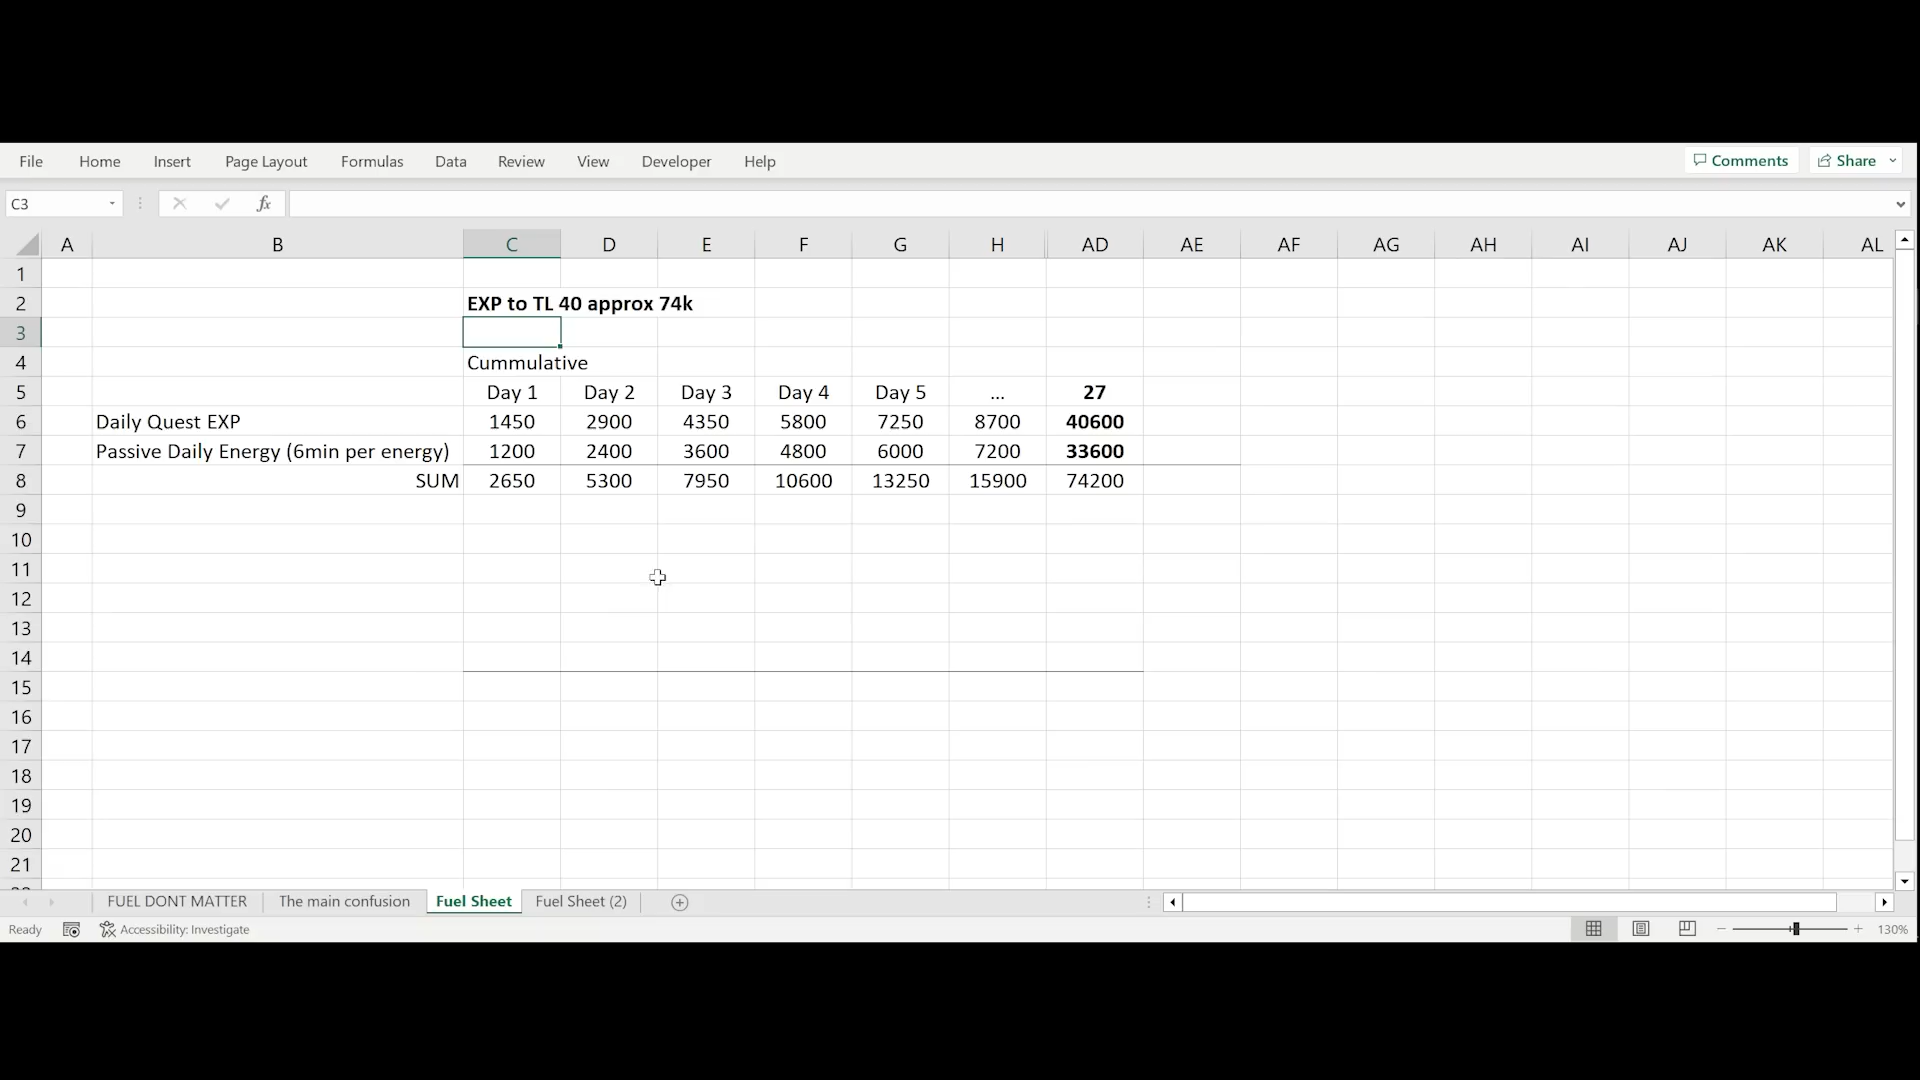 File Home Insert Page Layout Formulas Data Review View Developer Help Comments Share
C3 fx
A B C D E F G H AD AE AF AG AH AI AJ AK AL
1
2 EXP to TL 40 approx 74k
3
4 Cummulative
5 Day 1 Day 2 Day 3 Day 4 Day 5 ... 27
6 Daily Quest EXP 1450 2900 4350 5800 7250 8700 40600
7 Passive Daily Energy (6min per energy) 1200 2400 3600 4800 6000 7200 33600
8 SUM 2650 5300 7950 10600 13250 15900 74200
9
10
11
12
13
14
15
16
17
18
19
20
21
FUEL DONT MATTER The main confusion Fuel Sheet Fuel Sheet (2)
Ready Accessibility: Investigate 130%